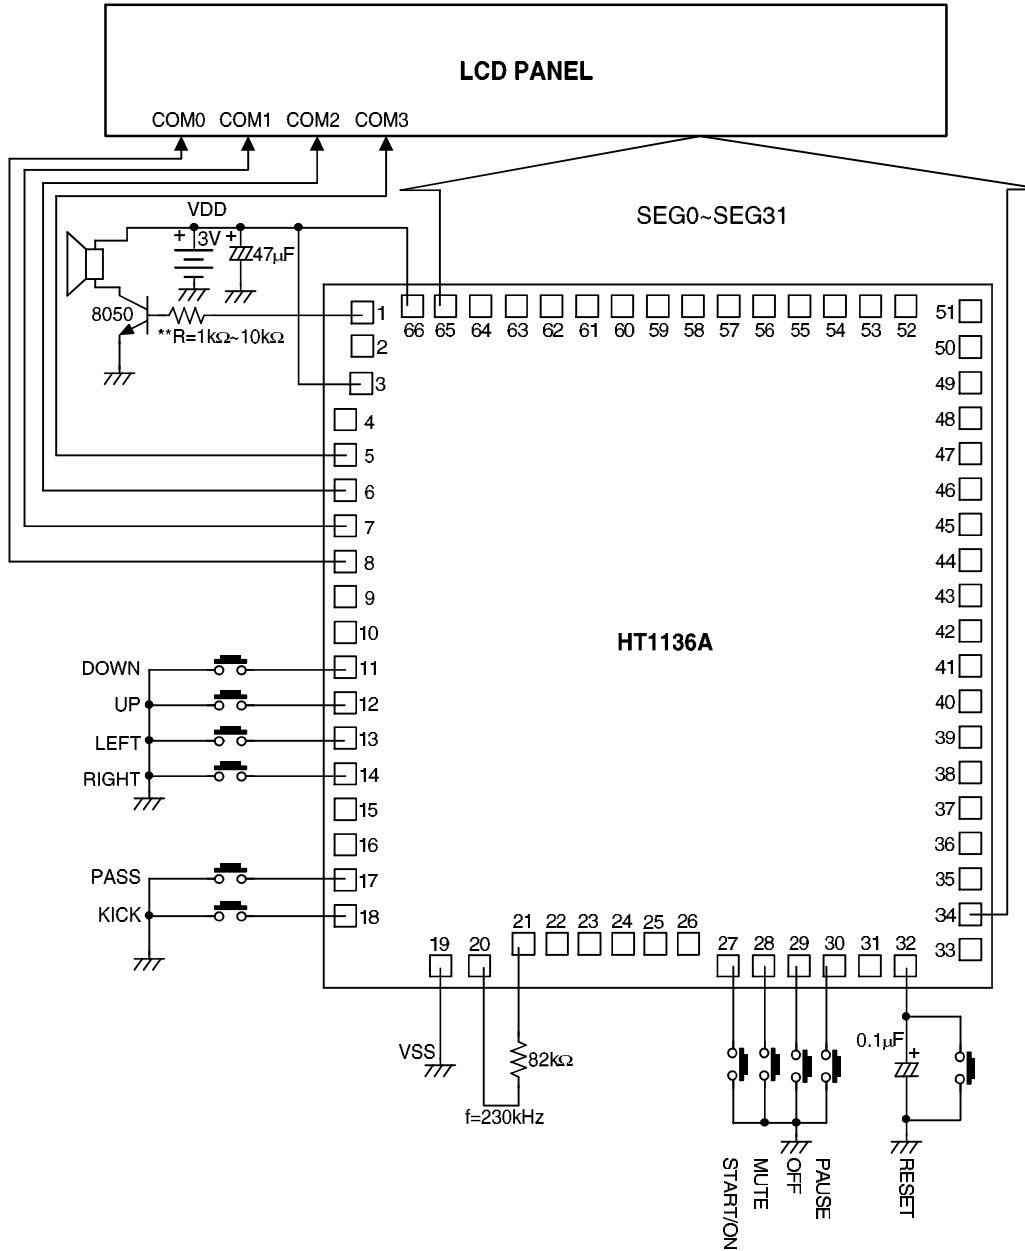 LCD PANEL
COM0 COM1 COM2 COM3
SEG0~SEG31
VDD
+ 3V + 47µF
8050
**R=1kΩ~10kΩ
1
2
3
4
5
6
7
8
9
10
DOWN 11
UP 12
LEFT 13
RIGHT 14
15
16
PASS 17
KICK 18
66 65 64 63 62 61 60 59 58 57 56 55 54 53 52
51
50
49
48
47
46
45
44
43
42
41
40
39
38
37
36
35
34
33
HT1136A
19 20 21 22 23 24 25 26 27 28 29 30 31 32
VSS
82kΩ
f=230kHz
0.1µF +
START/ON
MUTE
OFF
PAUSE
RESET